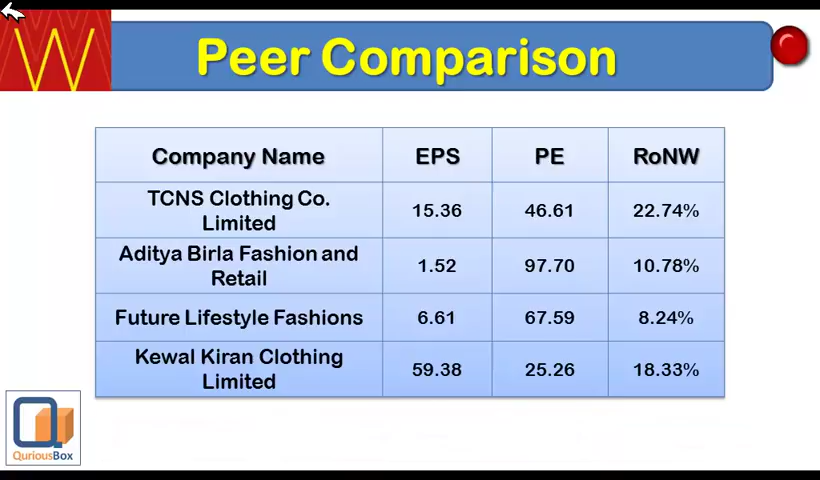 W
Peer Comparison
Company Name EPS PE RoNW
TCNS Clothing Co.
Limited
15.36 46.61 22.74%
Aditya Birla Fashion and
Retail
1.52 97.70 10.78%
Future Lifestyle Fashions 6.61 67.59 8.24%
Kewal Kiran Clothing
Limited
59.38 25.26 18.33%
QuriousBox